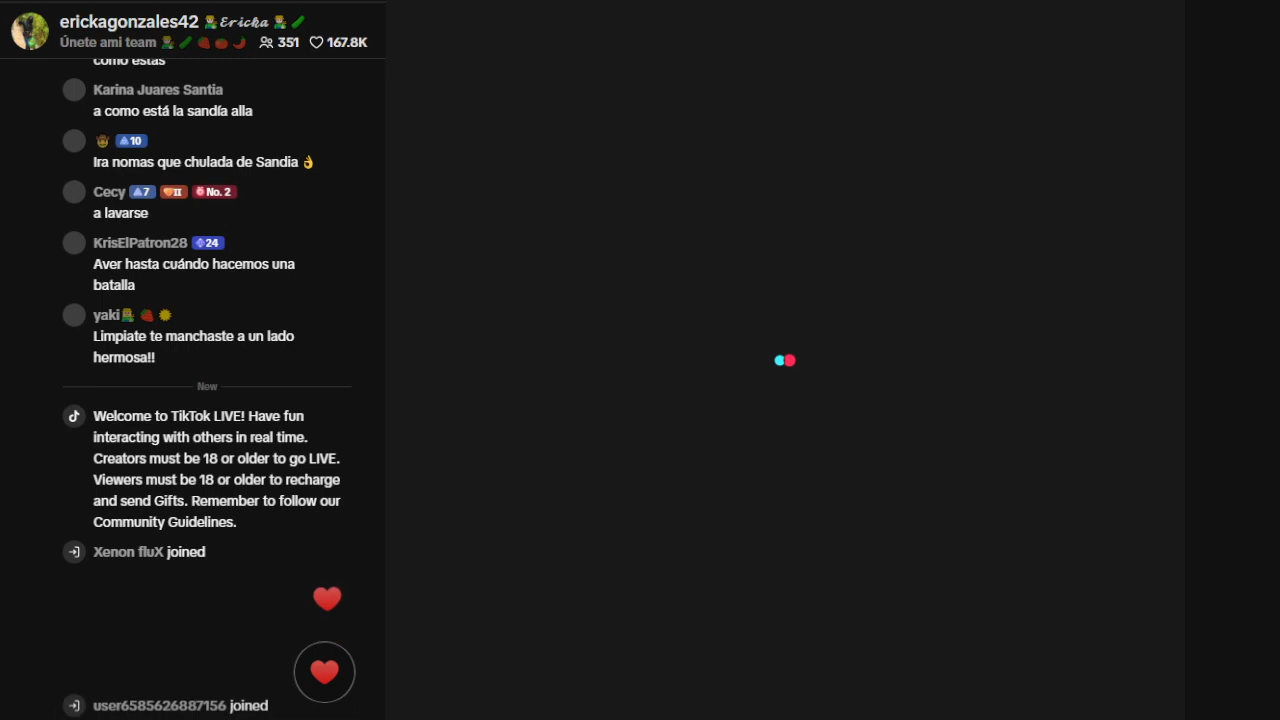 erickagonzales42 👨‍🌾𝓔𝓻𝓲𝓬𝓴𝓪👨‍🌾🥒
Únete ami team 👨‍🌾🥒🍓🍅🌶️ 351 167.8K
como estas
Karina Juares Santia
a como está la sandía alla
🤠 10
Ira nomas que chulada de Sandia 👌
Cecy 7 II No. 2
a lavarse
KrisElPatron28 24
Aver hasta cuándo hacemos una
batalla
yaki👨‍🌾🍓🌻
Limpiate te manchaste a un lado
hermosa!!
New
Welcome to TikTok LIVE! Have fun
interacting with others in real time.
Creators must be 18 or older to go LIVE.
Viewers must be 18 or older to recharge
and send Gifts. Remember to follow our
Community Guidelines.
Xenon fluX joined
user6585626887156 joined